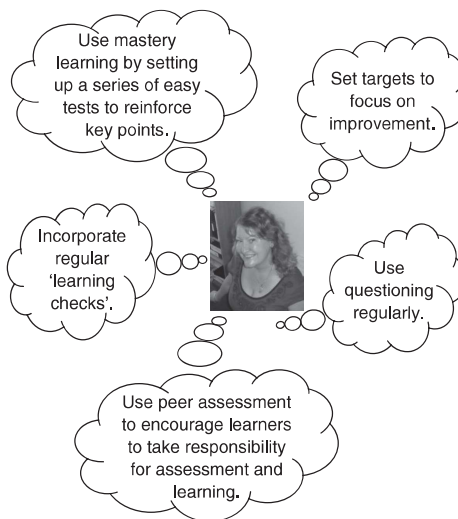 Use mastery
learning by setting
up a series of easy
tests to reinforce
key points.
Set targets to
focus on
improvement.
Incorporate
regular
‘learning
checks’.
Use
questioning
regularly.
Use peer assessment
to encourage learners
to take responsibility
for assessment and
learning.